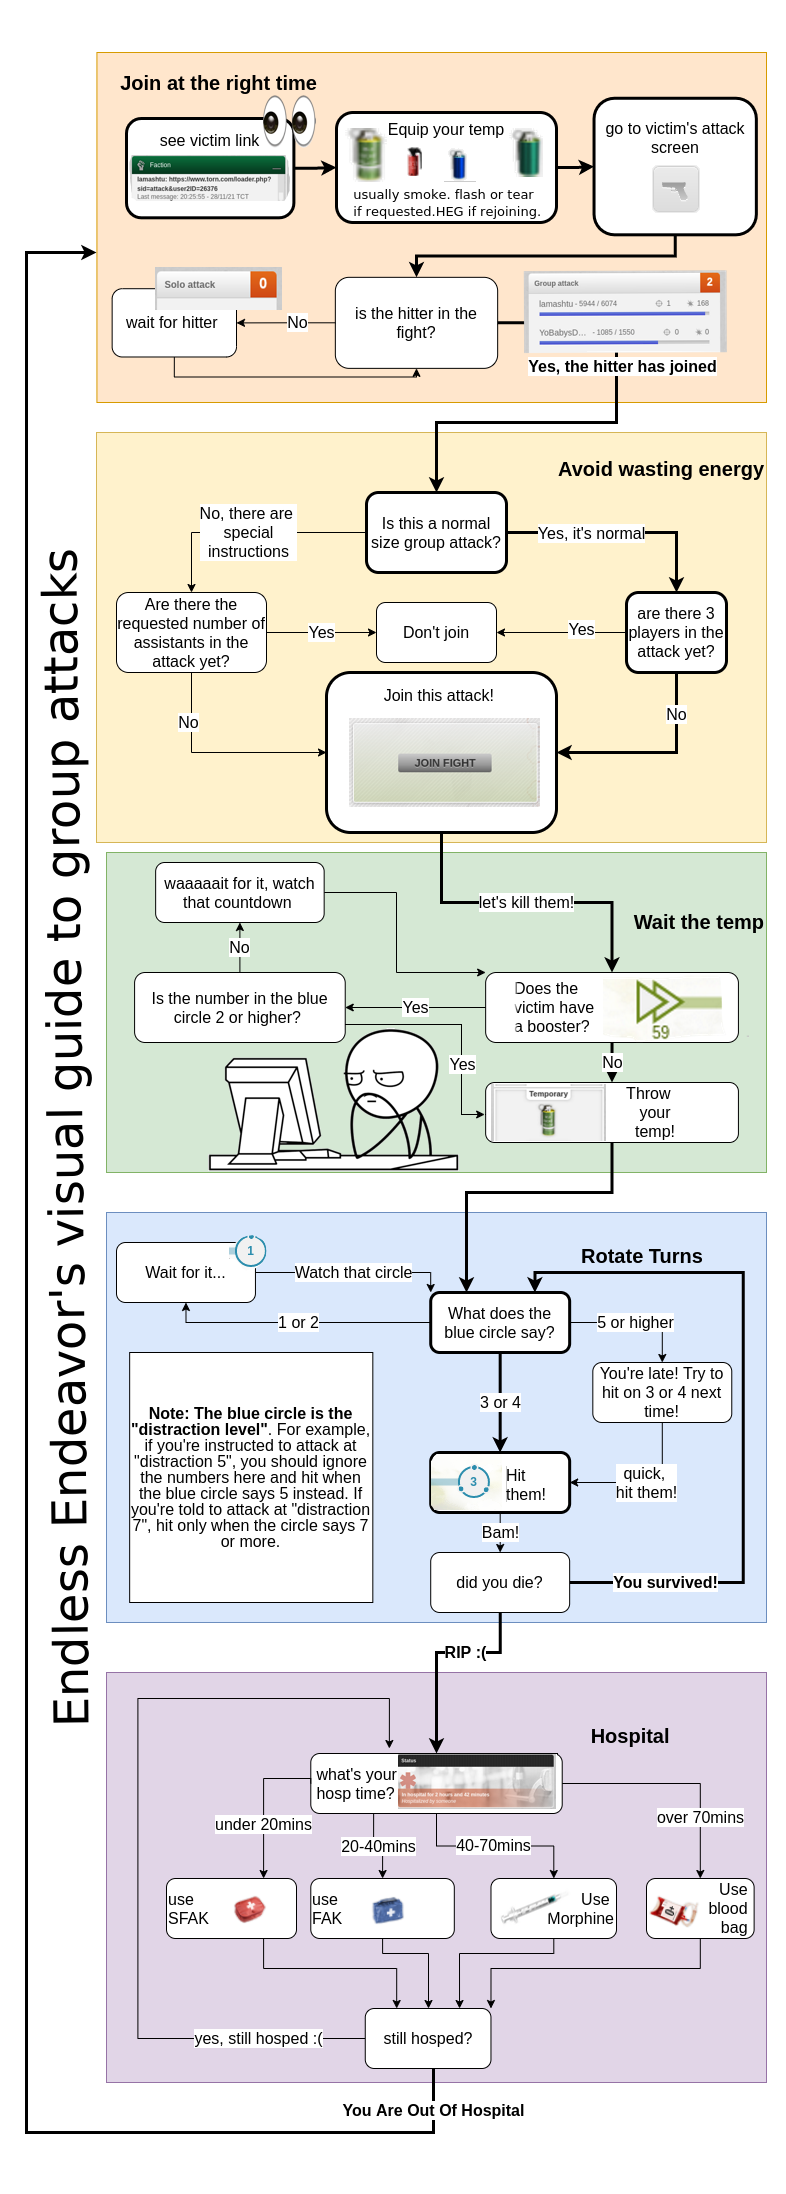 Endless Endeavor's visual guide to group attacks
Join at the right time
see victim link
Faction
lamashtu: https://www.torn.com/loader.php?
sid=attack&user2ID=26376
Last message: 20:25:55 - 28/11/21 TCT
Equip your temp
usually smoke. flash or tear
if requested.HEG if rejoining.
go to victim's attack
screen
Solo attack 0
wait for hitter
No
is the hitter in the
fight?
Group attack 2
lamashtu - 5944 / 6074 1 168
YoBabysD... - 1085 / 1550 0 0
Yes, the hitter has joined
Avoid wasting energy
No, there are
special
instructions
Is this a normal
size group attack?
Yes, it's normal
Are there the
requested number of
assistants in the
attack yet?
Yes
Don't join
Yes
are there 3
players in the
attack yet?
No
Join this attack!
JOIN FIGHT
No
waaaaait for it, watch
that countdown
let's kill them!
Wait the temp
No
Is the number in the blue
circle 2 or higher?
Yes
Does the
victim have
a booster?
59
Yes
No
Temporary
Throw
your
temp!
Rotate Turns
Wait for it...
1
Watch that circle
1 or 2
What does the
blue circle say?
5 or higher
You're late! Try to
hit on 3 or 4 next
time!
3 or 4
Note: The blue circle is the
"distraction level". For example,
if you're instructed to attack at
"distraction 5", you should ignore
the numbers here and hit when
the blue circle says 5 instead. If
you're told to attack at "distraction
7", hit only when the circle says 7
or more.
3
Hit
them!
quick,
hit them!
Bam!
did you die?
You survived!
RIP :(
Hospital
what's your
hosp time?
Status
In hospital for 2 hours and 42 minutes
Hospitalized by someone
under 20mins
20-40mins
40-70mins
over 70mins
use
SFAK
use
FAK
Use
Morphine
Use
blood
bag
yes, still hosped :(
still hosped?
You Are Out Of Hospital